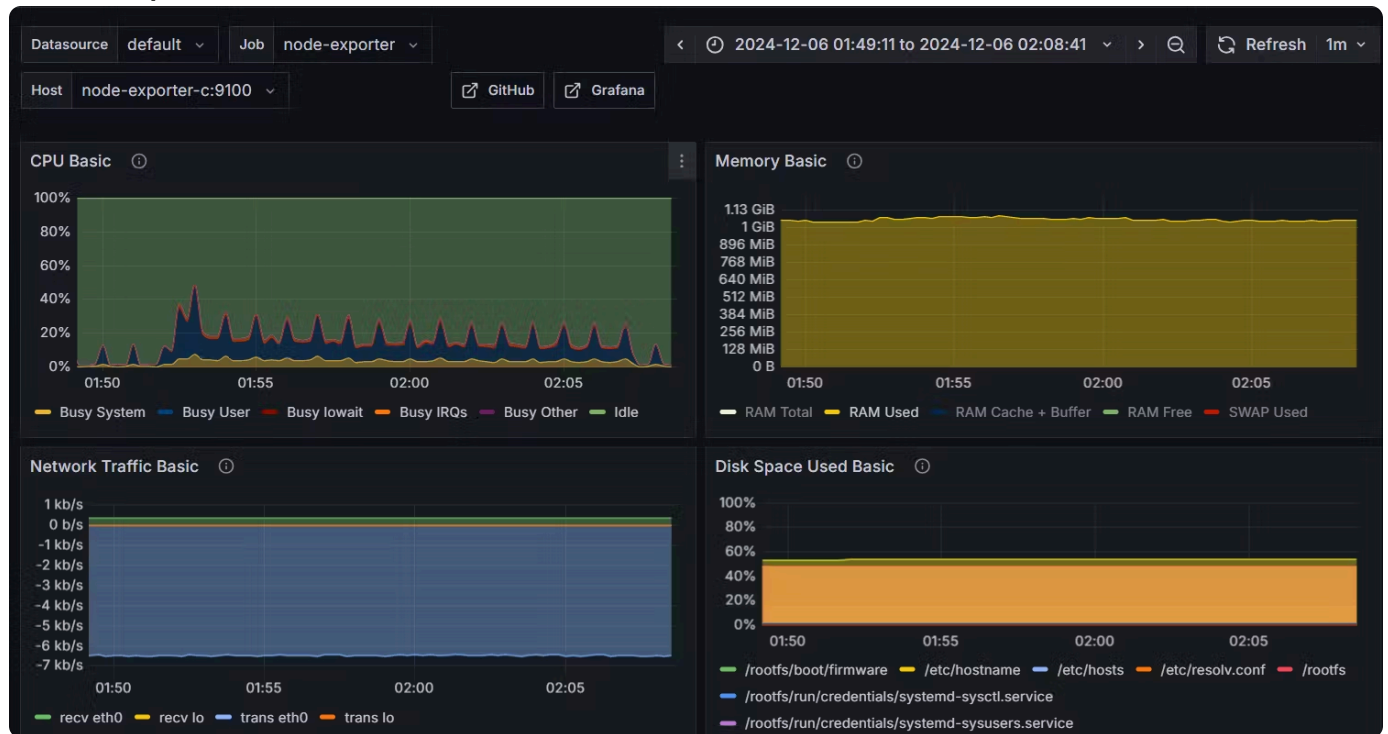 Datasource default Job node-exporter 2024-12-06 01:49:11 to 2024-12-06 02:08:41 Refresh 1m
Host node-exporter-c:9100 GitHub Grafana
CPU Basic
100%
80%
60%
40%
20%
0%
01:50 01:55 02:00 02:05
Busy System Busy User Busy Iowait Busy IRQs Busy Other Idle
Memory Basic
1.13 GiB
1 GiB
896 MiB
768 MiB
640 MiB
512 MiB
384 MiB
256 MiB
128 MiB
0 B
01:50 01:55 02:00 02:05
RAM Total RAM Used RAM Cache + Buffer RAM Free SWAP Used
Network Traffic Basic
1 kb/s
0 b/s
-1 kb/s
-2 kb/s
-3 kb/s
-4 kb/s
-5 kb/s
-6 kb/s
-7 kb/s
01:50 01:55 02:00 02:05
recv eth0 recv lo trans eth0 trans lo
Disk Space Used Basic
100%
80%
60%
40%
20%
0%
01:50 01:55 02:00 02:05
/rootfs/boot/firmware /etc/hostname /etc/hosts /etc/resolv.conf /rootfs
/rootfs/run/credentials/systemd-sysctl.service
/rootfs/run/credentials/systemd-sysusers.service